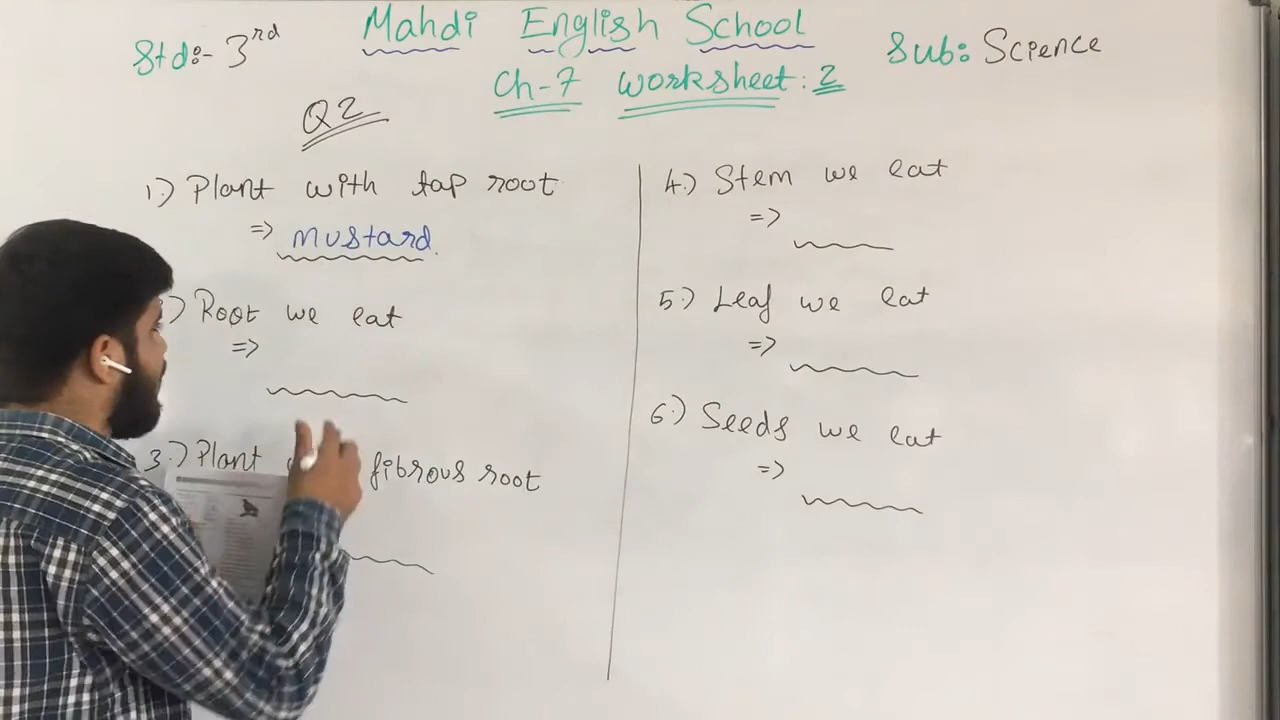 Std:- 3rd
Mahdi English School
Sub: Science
Ch-7 Worksheet: 2
Q2
1.) Plant with tap root
=> mustard.
) Root we eat
=>
3.) Plant fibrous root
4.) Stem we eat
=>
5.) Leaf we eat
=>
6.) Seeds we eat
=>